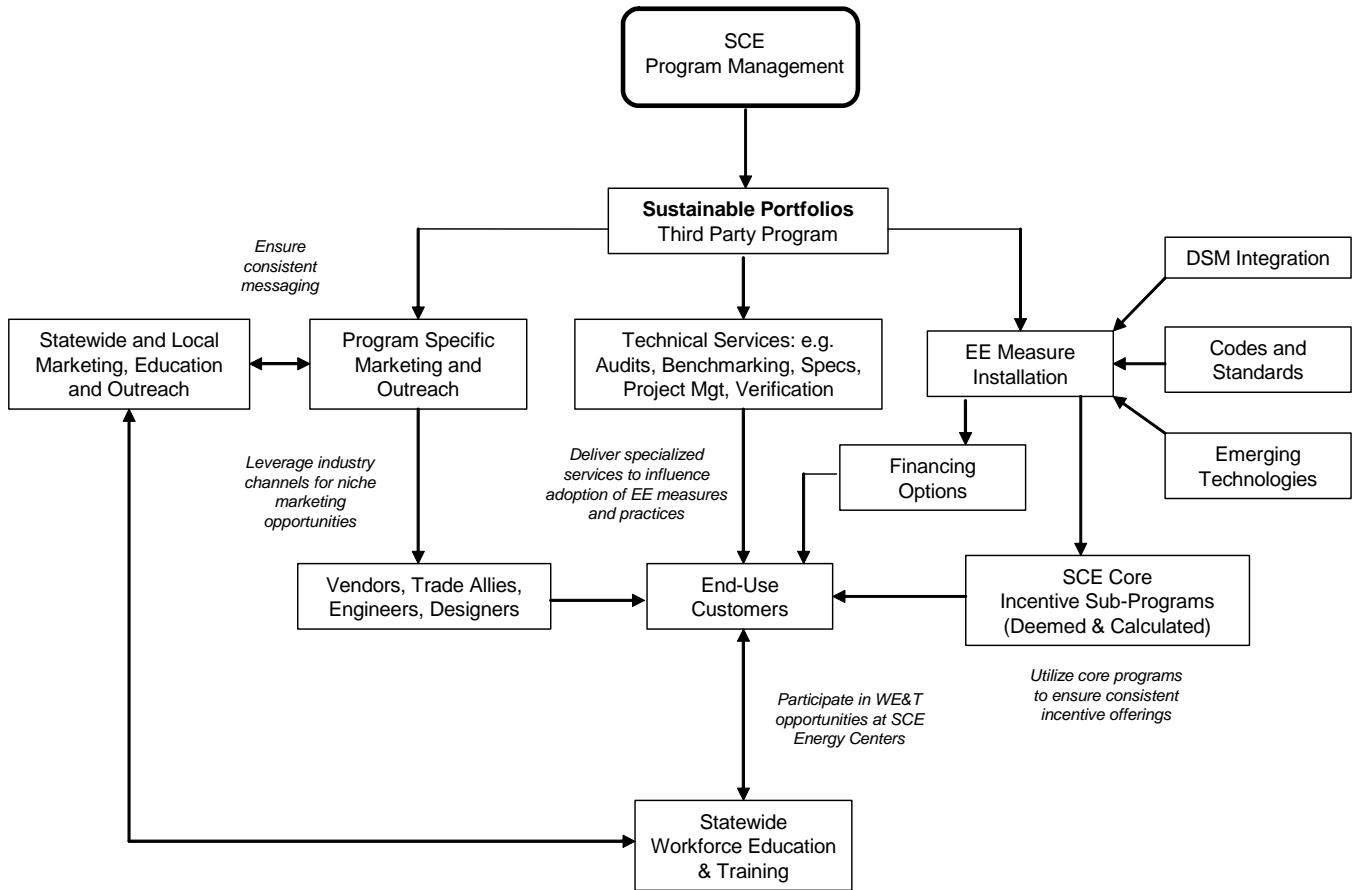 SCE
Program Management
Sustainable Portfolios
Third Party Program
Ensure
consistent
messaging
DSM Integration
Statewide and Local
Marketing, Education
and Outreach
Program Specific
Marketing and
Outreach
Technical Services: e.g.
Audits, Benchmarking, Specs,
Project Mgt, Verification
EE Measure
Installation
Codes and
Standards
Leverage industry
channels for niche
marketing
opportunities
Deliver specialized
services to influence
adoption of EE measures
and practices
Financing
Options
Emerging
Technologies
Vendors, Trade Allies,
Engineers, Designers
End-Use
Customers
SCE Core
Incentive Sub-Programs
(Deemed & Calculated)
Participate in WE&T
opportunities at SCE
Energy Centers
Utilize core programs
to ensure consistent
incentive offerings
Statewide
Workforce Education
& Training